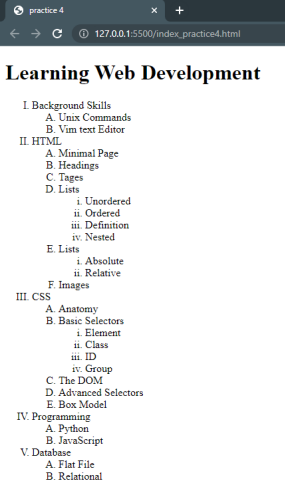 practice 4
127.0.0.1:5500/index_practice4.html
Learning Web Development
I. Background Skills
A. Unix Commands
B. Vim text Editor
II. HTML
A. Minimal Page
B. Headings
C. Tages
D. Lists
i. Unordered
ii. Ordered
iii. Definition
iv. Nested
E. Lists
i. Absolute
ii. Relative
F. Images
III. CSS
A. Anatomy
B. Basic Selectors
i. Element
ii. Class
iii. ID
iv. Group
C. The DOM
D. Advanced Selectors
E. Box Model
IV. Programming
A. Python
B. JavaScript
V. Database
A. Flat File
B. Relational